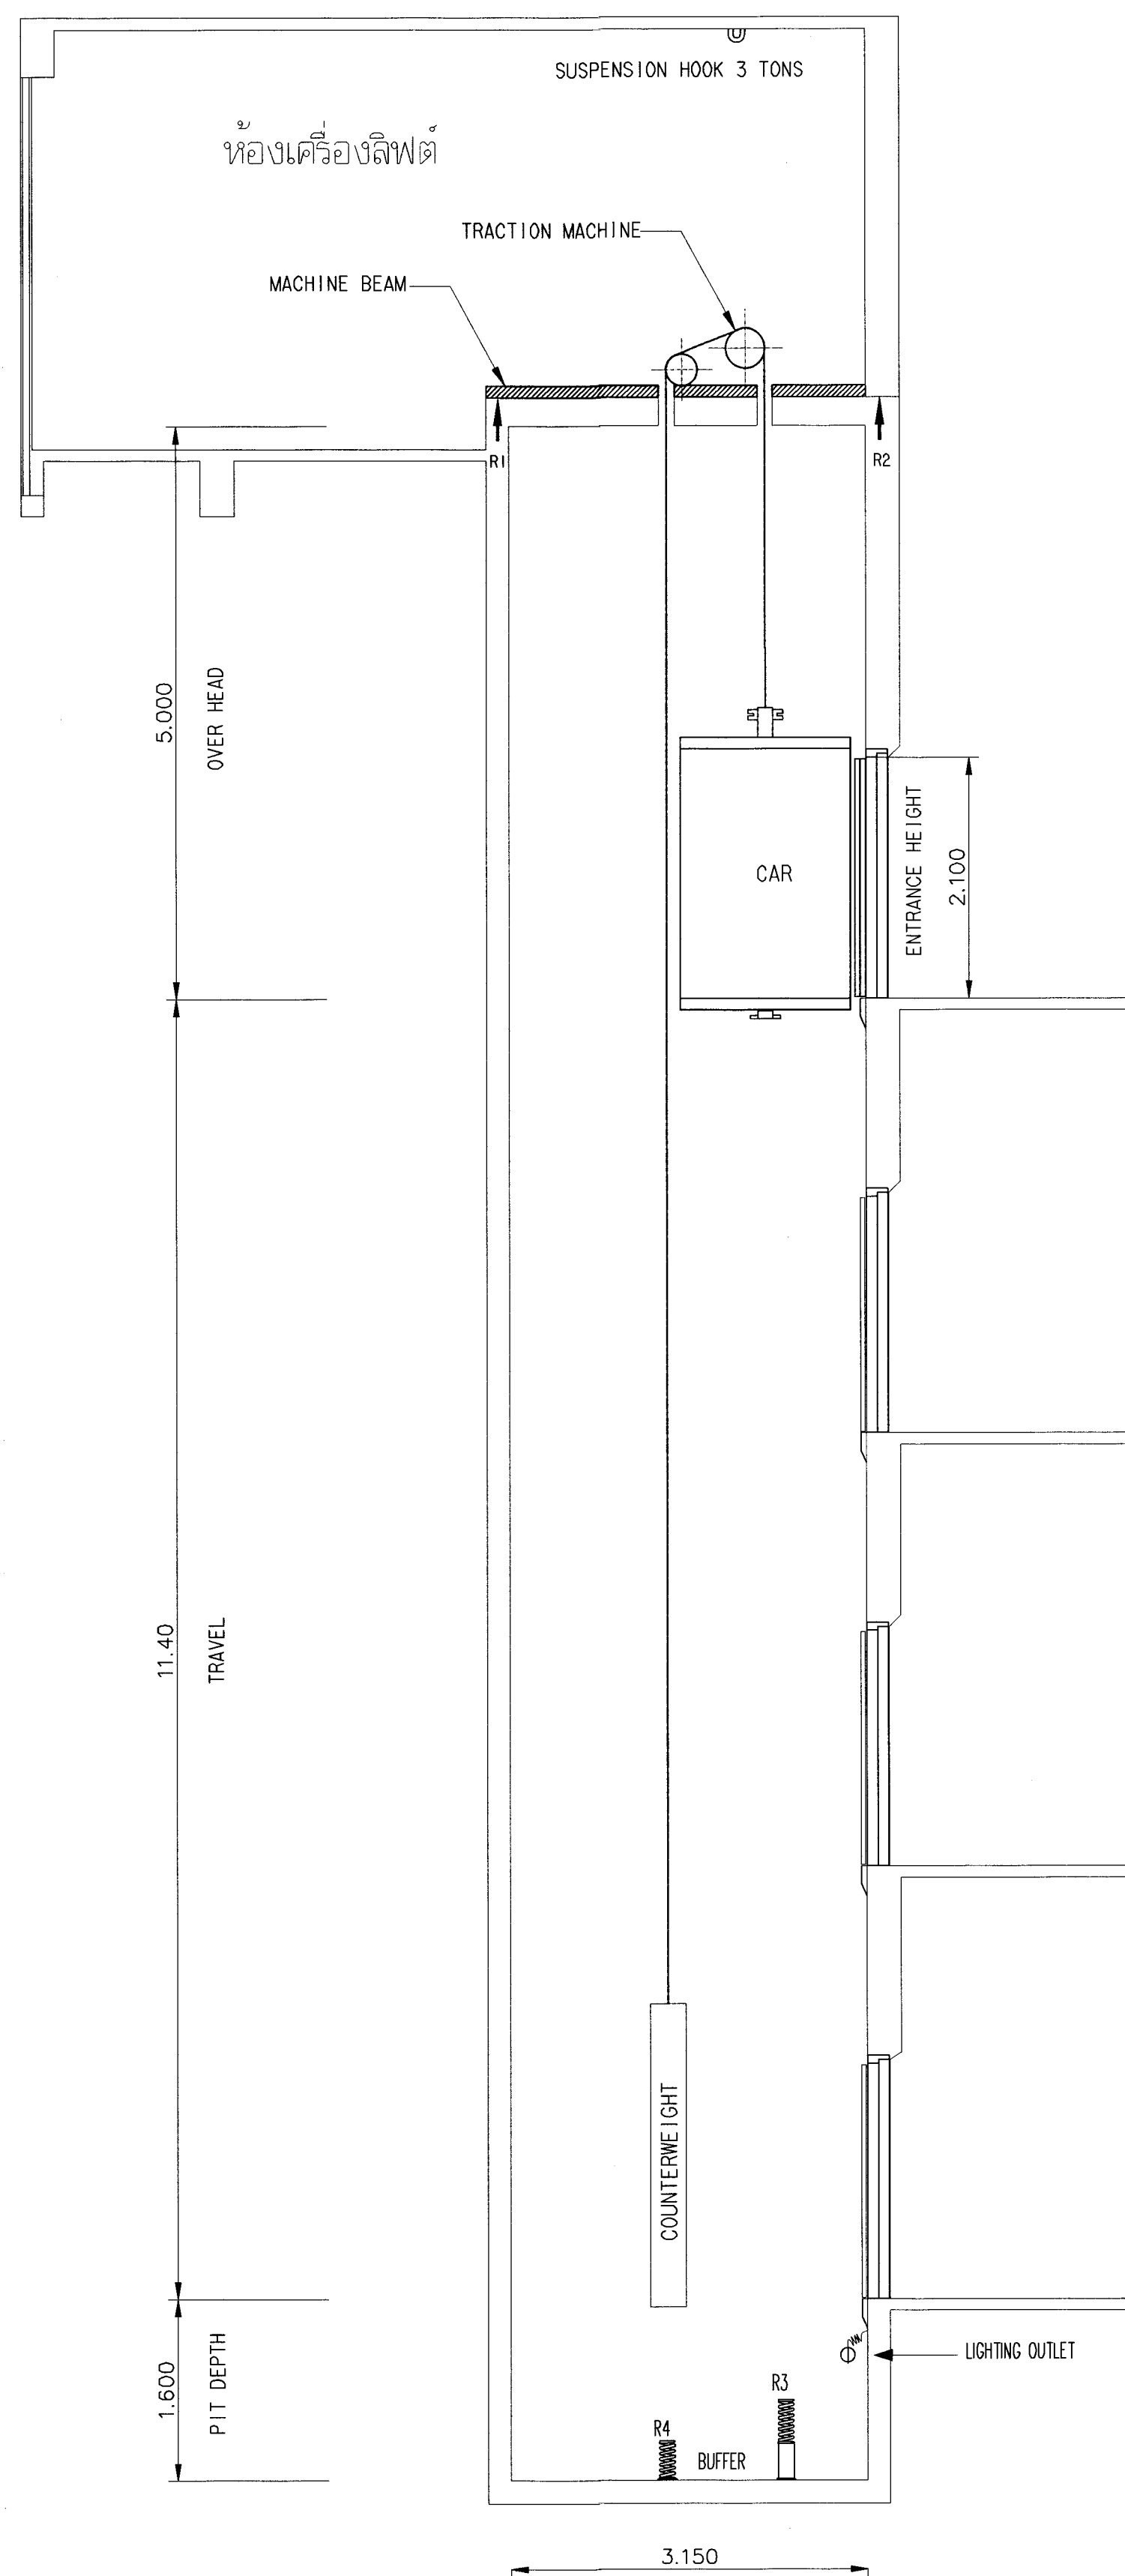 SUSPENSION HOOK 3 TONS
ห้องเครื่องลิฟต์
TRACTION MACHINE
MACHINE BEAM
R1
R2
5.000
OVER HEAD
CAR
ENTRANCE HEIGHT
2.100
11.40
TRAVEL
COUNTERWEIGHT
1.600
PIT DEPTH
LIGHTING OUTLET
R3
R4
BUFFER
3.150